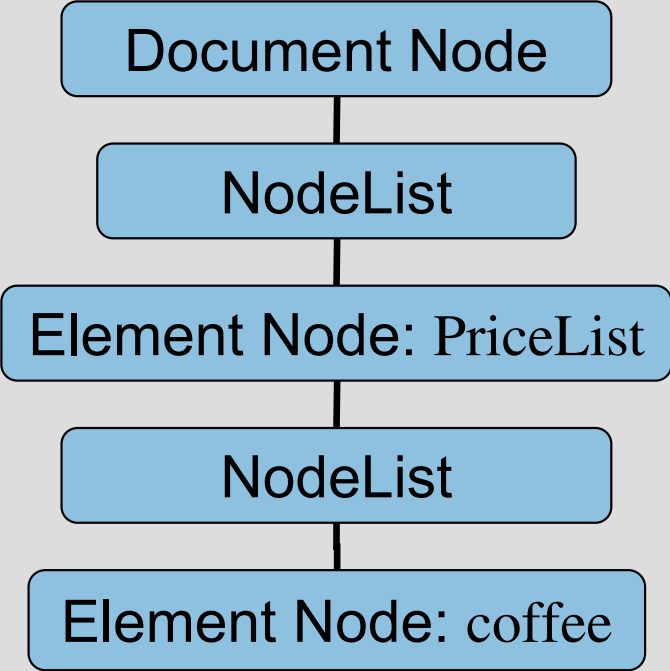 Document Node
NodeList
Element Node: PriceList
NodeList
Element Node: coffee